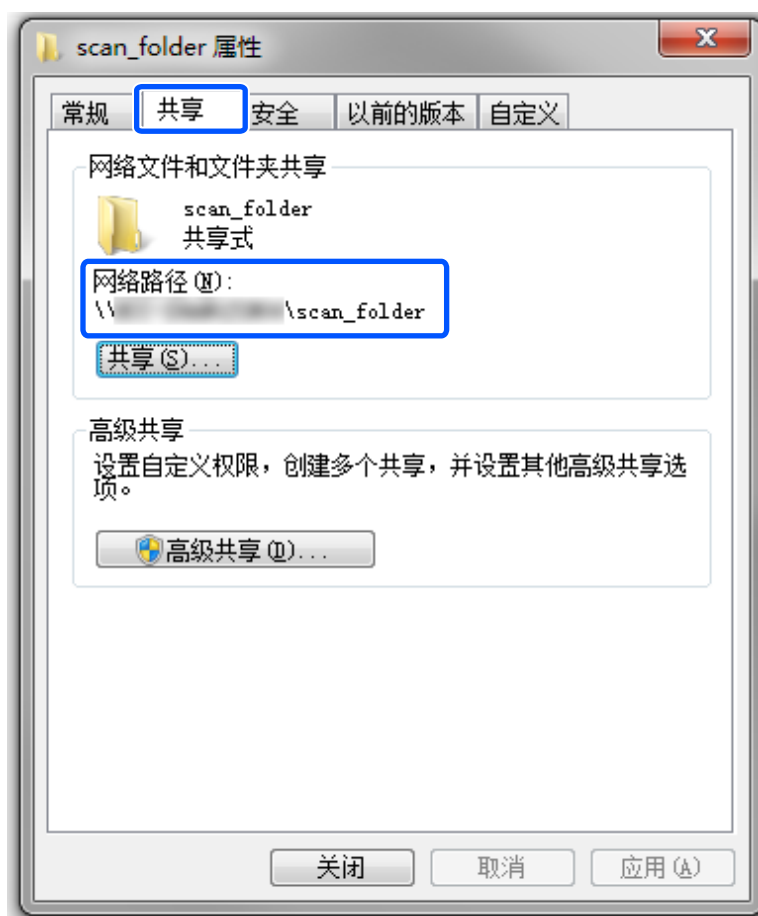 scan_folder 属性
常规 共享 安全 以前的版本 自定义
网络文件和文件夹共享
scan_folder
共享式
网络路径(N):
\\ \scan_folder
共享(S)...
高级共享
设置自定义权限，创建多个共享，并设置其他高级共享选
项。
高级共享(D)...
关闭 取消 应用(A)